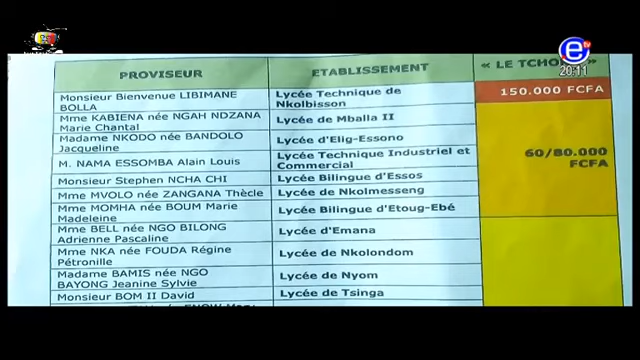 e
20:11
PROVISEUR ETABLISSEMENT « LE TCHO »
Monsieur Bienvenue LIBIMANE
BOLLA
Lycée Technique de
Nkolbisson
150.000 FCFA
Mme KABIENA née NGAH NDZANA
Marie Chantal
Lycée de Mballa II
Madame NKODO née BANDOLO
Jacqueline
Lycée d'Elig-Essono
M. NAMA ESSOMBA Alain Louis
Lycée Technique Industriel et
Commercial
60/80.000
FCFA
Monsieur Stephen NCHA CHI
Lycée Bilingue d'Essos
Mme MVOLO née ZANGANA Thècle
Lycée de Nkolmesseng
Mme MOMHA née BOUM Marie
Madeleine
Lycée Bilingue d'Etoug-Ebé
Mme BELL née NGO BILONG
Adrienne Pascaline
Lycée d'Emana
Mme NKA née FOUDA Régine
Pétronille
Lycée de Nkolondom
Madame BAMIS née NGO
BAYONG Jeanine Sylvie
Lycée de Nyom
Monsieur BOM II David
Lycée de Tsinga